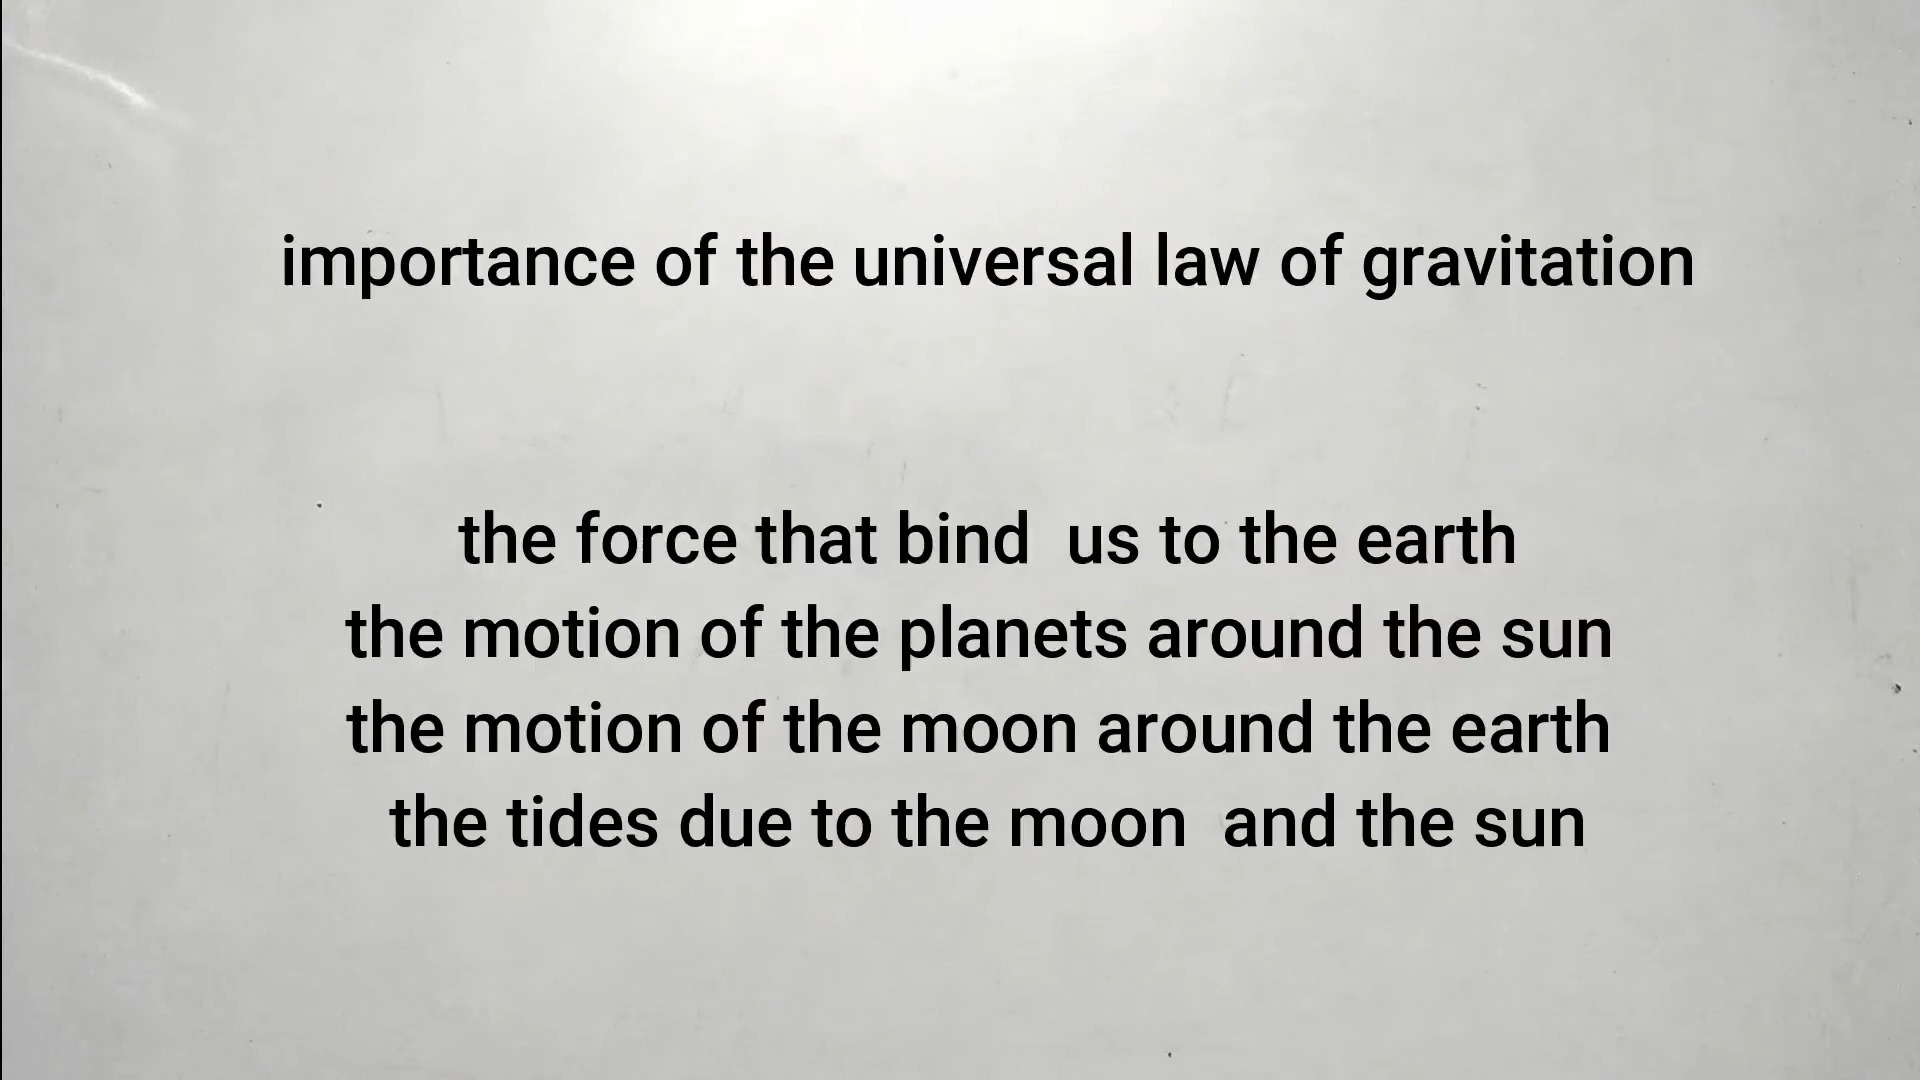 importance of the universal law of gravitation
the force that bind us to the earth
the motion of the planets around the sun
the motion of the moon around the earth
the tides due to the moon and the sun